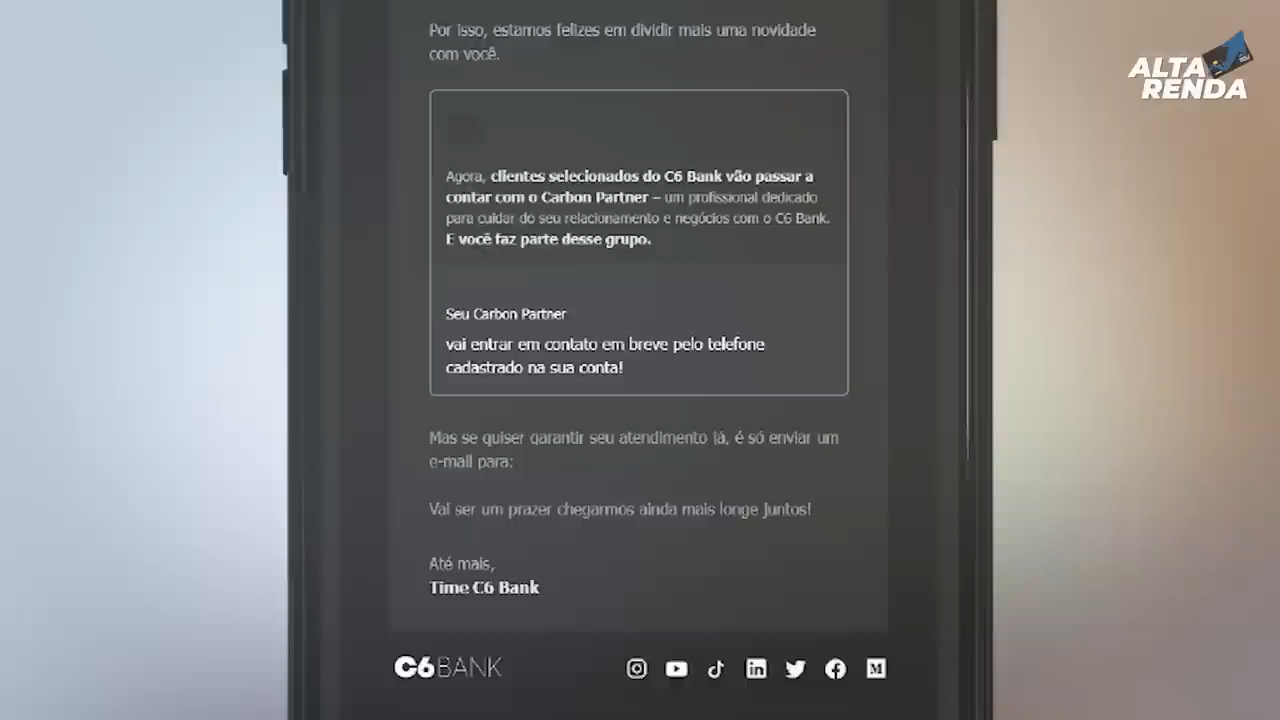 Por isso, estamos felizes em dividir mais uma novidade
com você.
ALTA
RENDA
Agora, clientes selecionados do C6 Bank vão passar a
contar com o Carbon Partner – um profissional dedicado
para cuidar do seu relacionamento e negócios com o C6 Bank.
E você faz parte desse grupo.
Seu Carbon Partner
vai entrar em contato em breve pelo telefone
cadastrado na sua conta!
Mas se quiser garantir seu atendimento já, é só enviar um
e-mail para:
Vai ser um prazer chegarmos ainda mais longe juntos!
Até mais,
Time C6 Bank
C6BANK